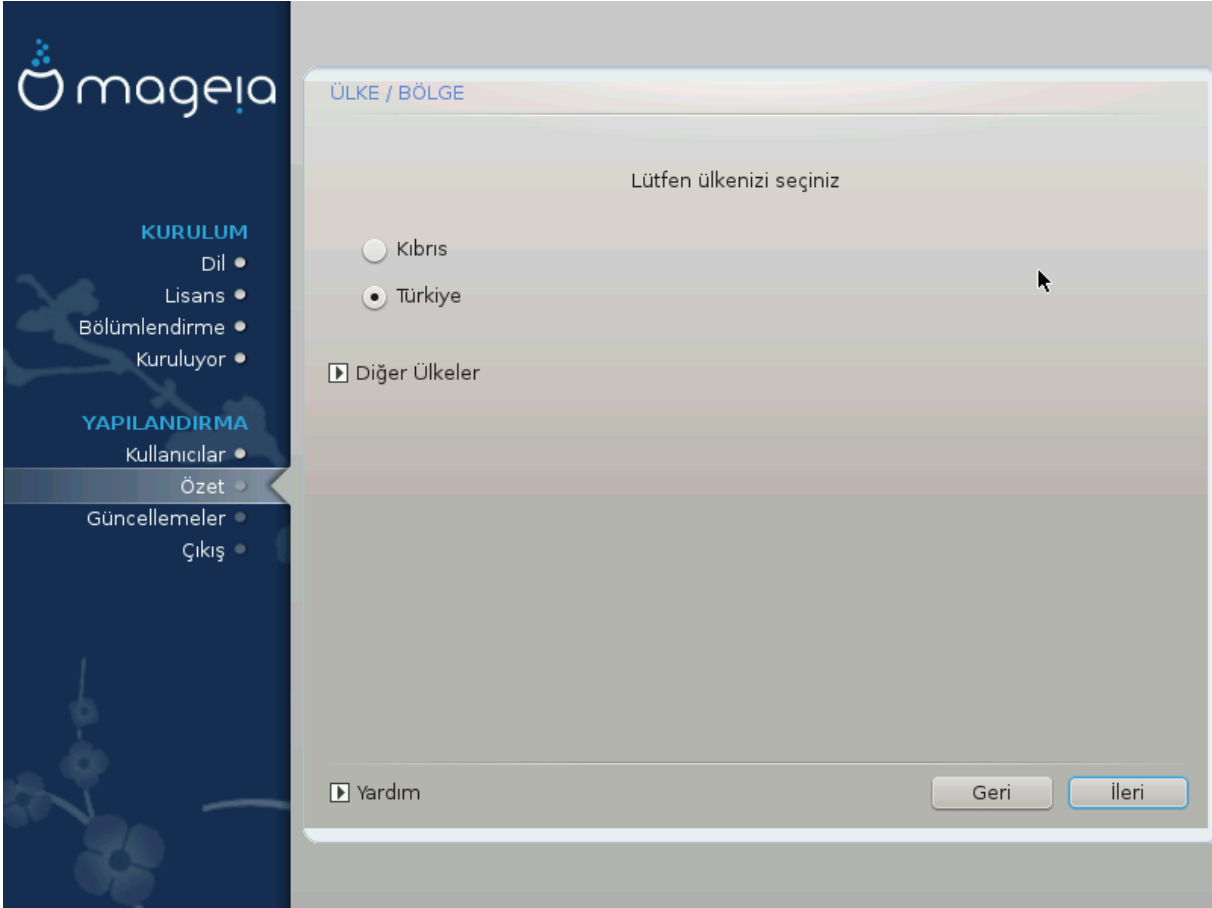 mageia
KURULUM
Dil
Lisans
Bölümlendirme
Kuruluyor
YAPILANDIRMA
Kullanıcılar
Özet
Güncellemeler
Çıkış
ÜLKE / BÖLGE
Lütfen ülkenizi seçiniz
Kıbrıs
Türkiye
Diğer Ülkeler
Yardım
Geri
İleri